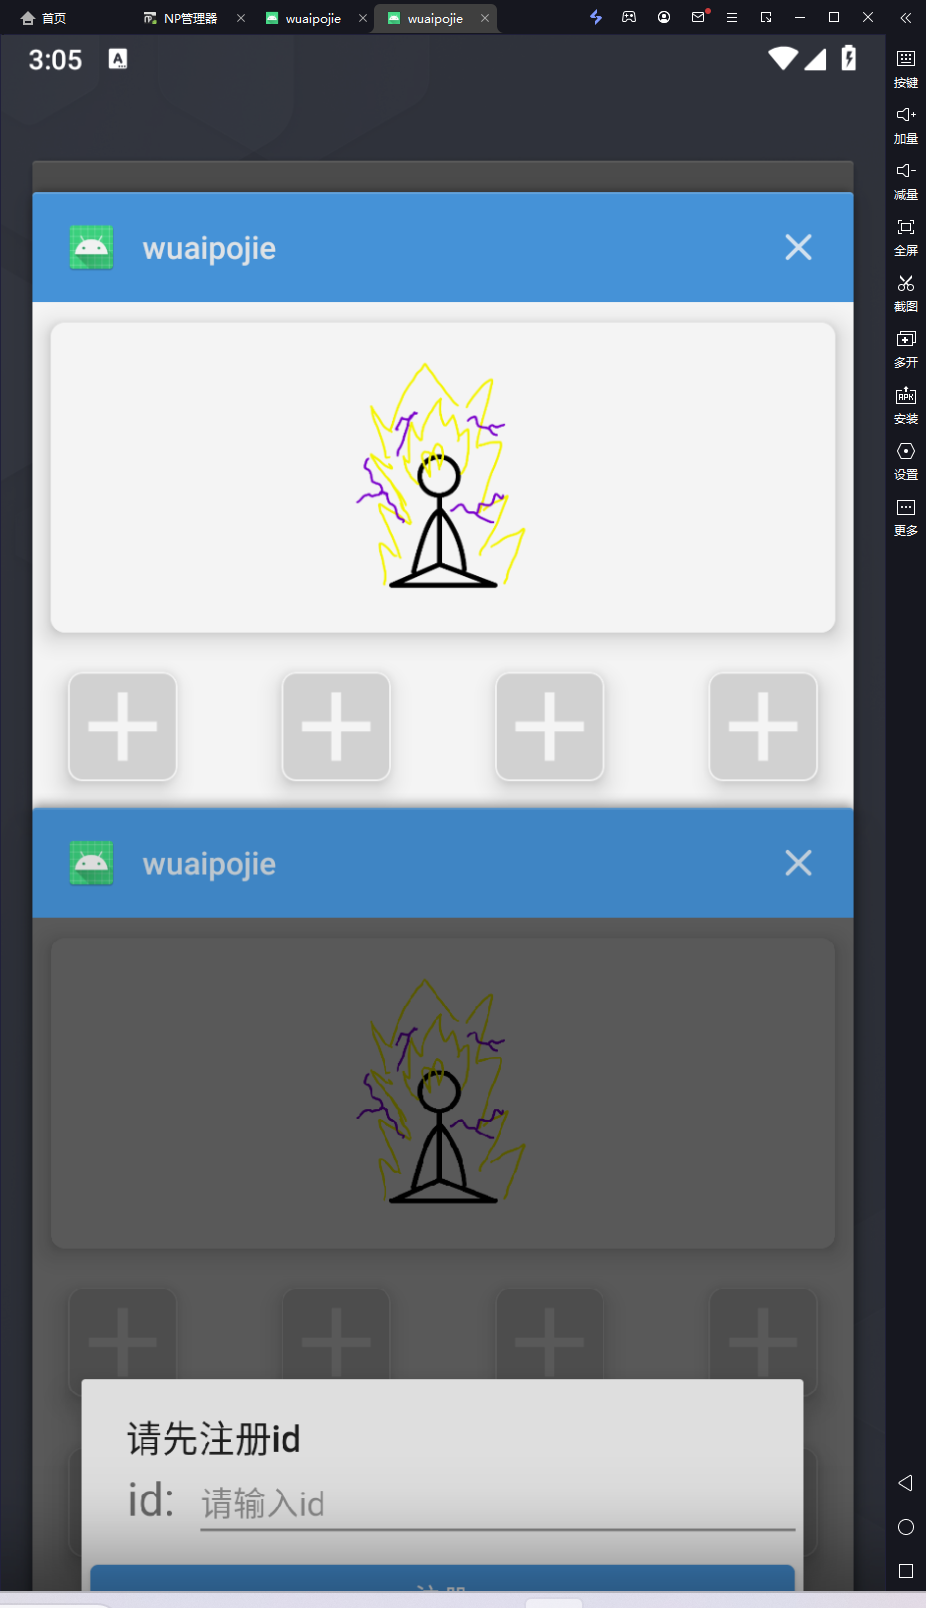 首页
NP管理器
wuaipojie
wuaipojie
3:05
A
按键
加量
减量
全屏
截图
多开
APK
安装
设置
更多
wuaipojie
wuaipojie
请先注册id
id: 请输入id